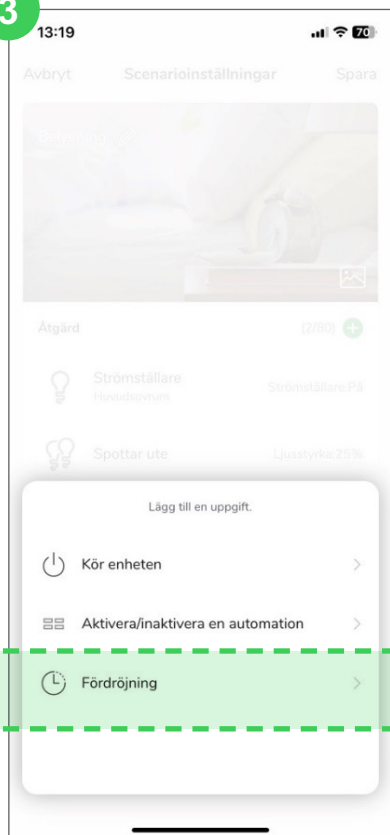 3
13:19
70
Avbryt Scenarioinställningar Spara
Åtgärd (2/80)
Strömställare Strömställare:På
Huvudsovrum
Spottar ute Ljusstyrka:25%
Lägg till en uppgift.
Kör enheten
Aktivera/inaktivera en automation
Fördröjning